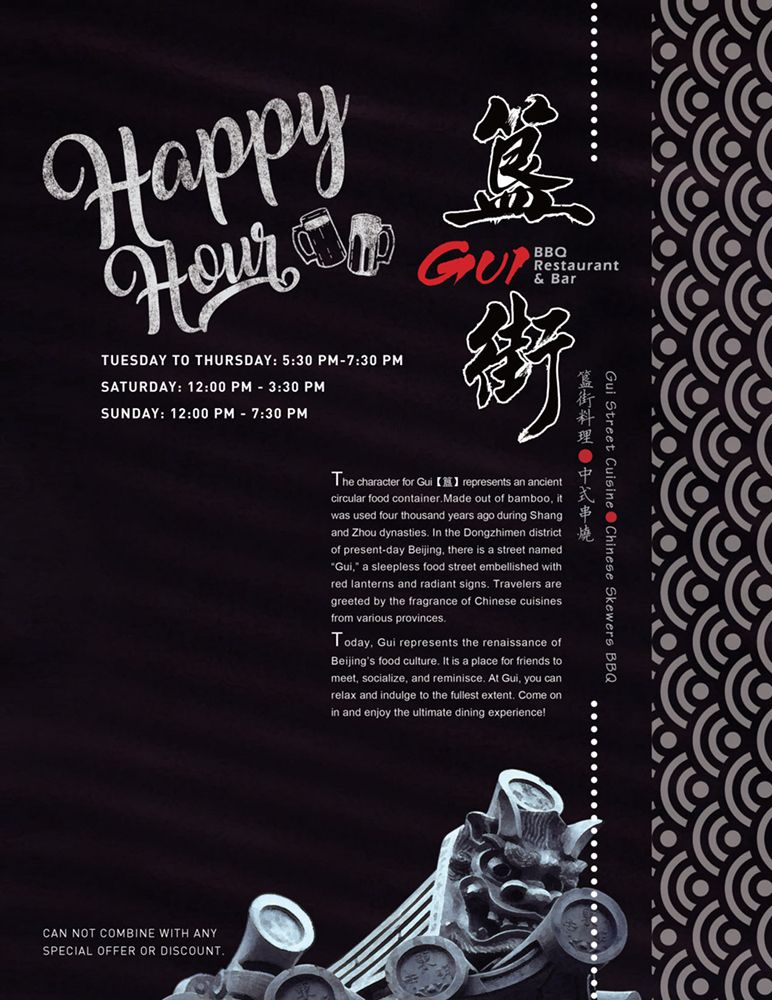 Happy
Hour
TUESDAY TO THURSDAY: 5:30 PM-7:30 PM
SATURDAY: 12:00 PM - 3:30 PM
SUNDAY: 12:00 PM - 7:30 PM
簋
GUI BBQ
Restaurant
& Bar
街
簋街料理●中式串燒
Gui Street Cuisine●Chinese Skewers BBQ
The character for Gui【簋】represents an ancient
circular food container.Made out of bamboo, it
was used four thousand years ago during Shang
and Zhou dynasties. In the Dongzhimen district
of present-day Beijing, there is a street named
“Gui,” a sleepless food street embellished with
red lanterns and radiant signs. Travelers are
greeted by the fragrance of Chinese cuisines
from various provinces.
Today, Gui represents the renaissance of
Beijing's food culture. It is a place for friends to
meet, socialize, and reminisce. At Gui, you can
relax and indulge to the fullest extent. Come on
in and enjoy the ultimate dining experience!
CAN NOT COMBINE WITH ANY
SPECIAL OFFER OR DISCOUNT.